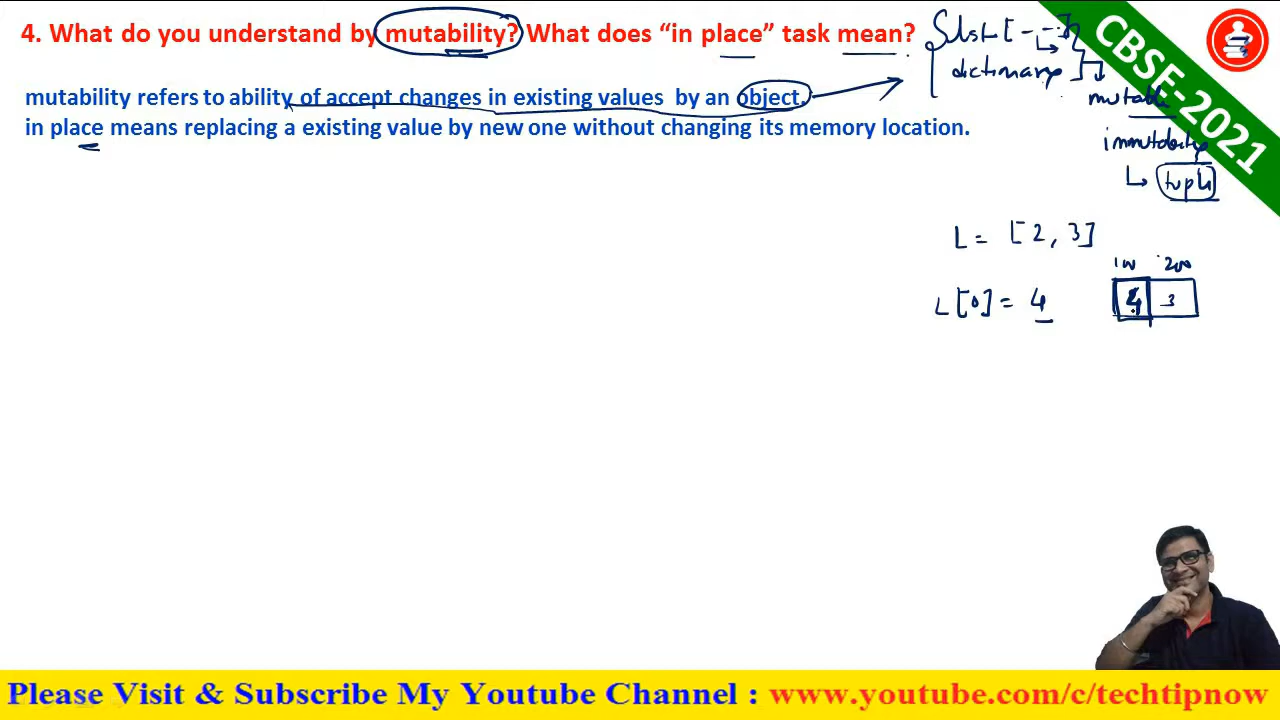 4. What do you understand by mutability? What does “in place” task mean?
mutability refers to ability of accept changes in existing values by an object.
in place means replacing a existing value by new one without changing its memory location.
dictionary
mutable
L = [2, 3]
200
L[0] = 4
4 3
CBSE-2021
Please Visit & Subscribe My Youtube Channel : www.youtube.com/c/techtipnow